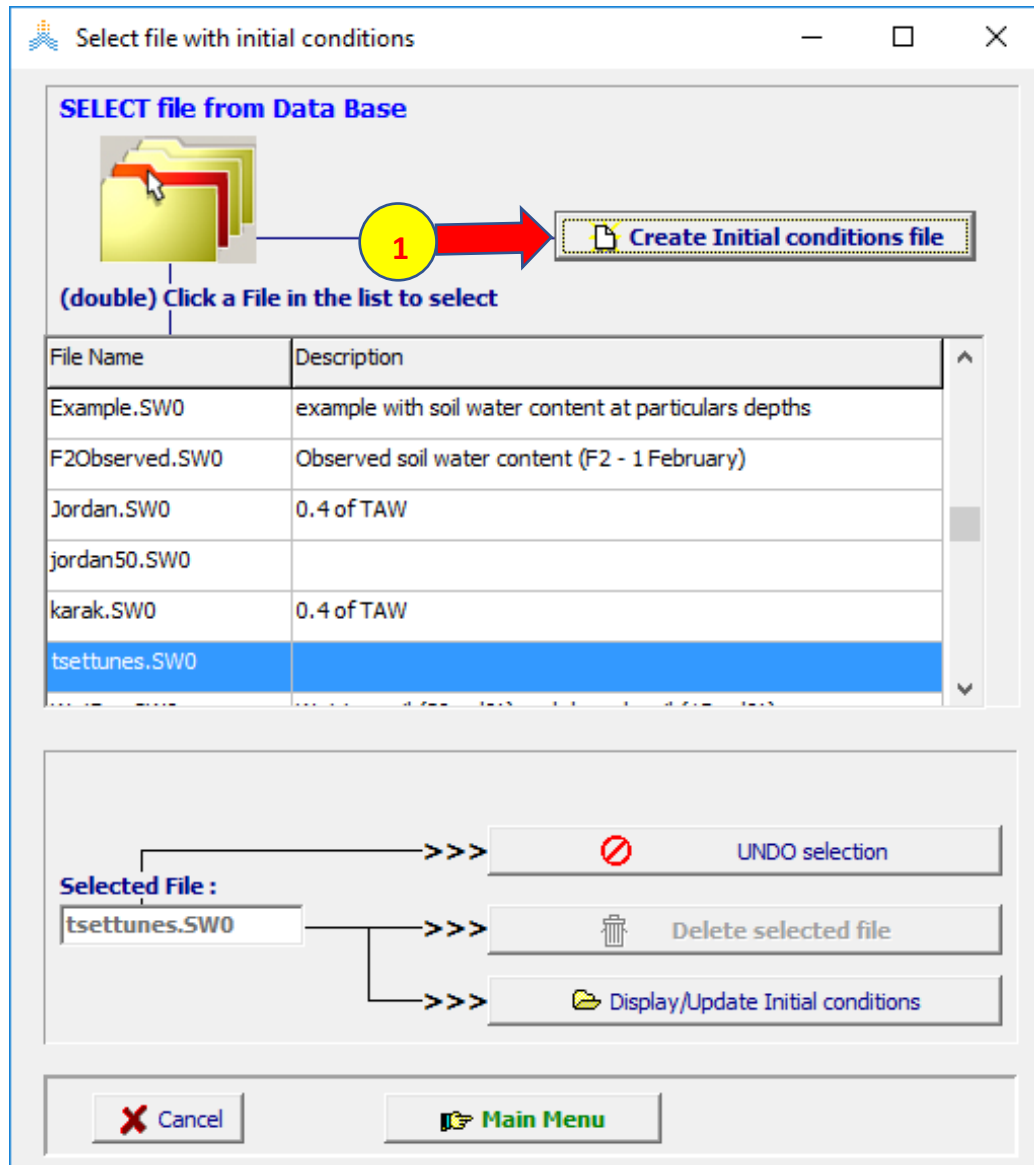 Select file with initial conditions
SELECT file from Data Base
1
Create Initial conditions file
(double) Click a File in the list to select
File Name Description
Example.SW0 example with soil water content at particulars depths
F2Observed.SW0 Observed soil water content (F2 - 1 February)
Jordan.SW0 0.4 of TAW
jordan50.SW0
karak.SW0 0.4 of TAW
tsettunes.SW0
>>> UNDO selection
Selected File :
tsettunes.SW0
>>> Delete selected file
>>> Display/Update Initial conditions
Cancel Main Menu